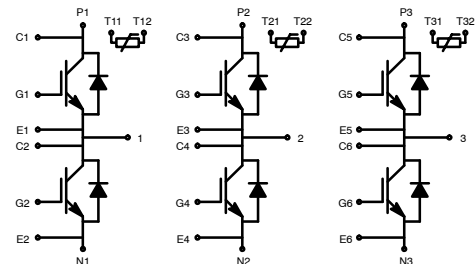 P1 T11 T12 P2 T21 T22 P3 T31 T32
C1 C3 C5
G1 G3 G5
E1 E3 E5
1 2 3
C2 C4 C6
G2 G4 G6
E2 E4 E6
N1 N2 N3